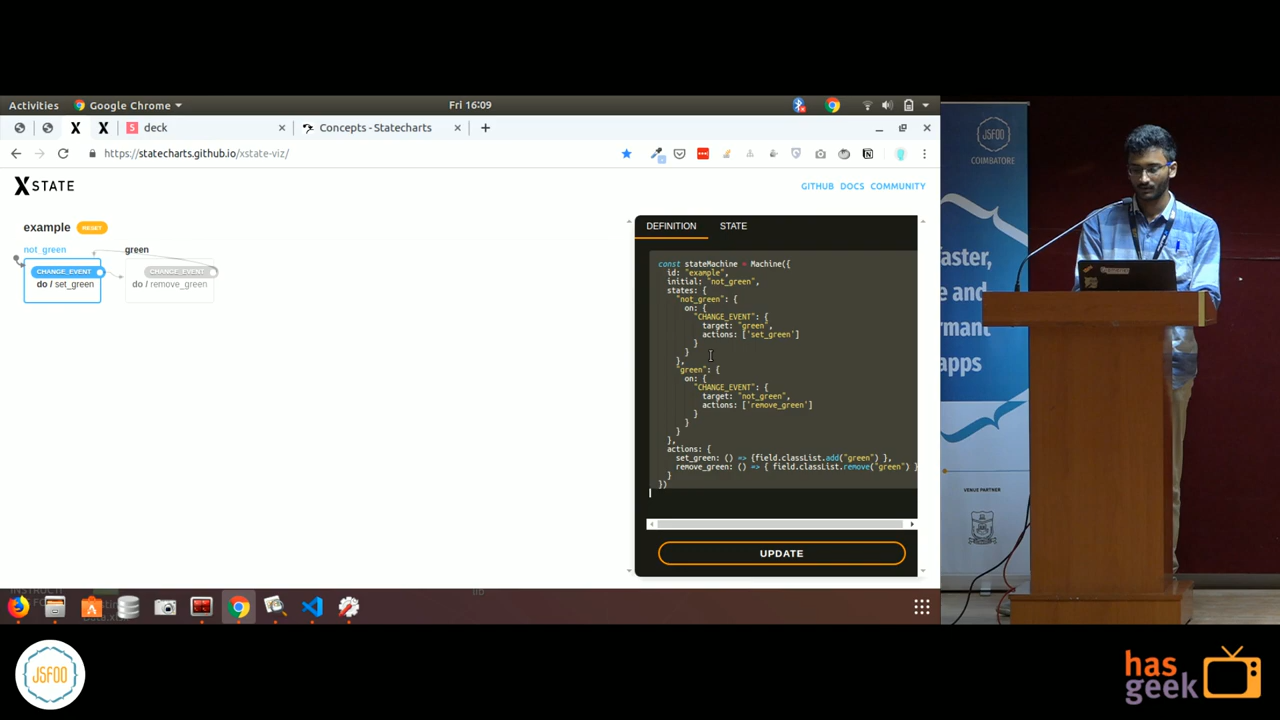 Activities
Google Chrome
Fri 16:09
deck
Concepts - Statecharts
https://statecharts.github.io/xstate-viz/
XSTATE
GITHUB DOCS COMMUNITY
example RESET
not_green
green
CHANGE_EVENT
do / set_green
CHANGE_EVENT
do / remove_green
DEFINITION STATE
const stateMachine = Machine({
id: "example",
initial: "not_green",
states: {
"not_green": {
on: {
"CHANGE_EVENT": {
target: "green",
actions: ['set_green']
}
}
},
"green": {
on: {
"CHANGE_EVENT": {
target: "not_green",
actions: ['remove_green']
}
}
}
},
actions: {
set_green: () => {field.classList.add("green") },
remove_green: () => { field.classList.remove("green") }
}
})
UPDATE
JSFOO
COIMBATORE
aster,
e and
rmant
apps
VENUE PARTNER
JSFOO
has
geek